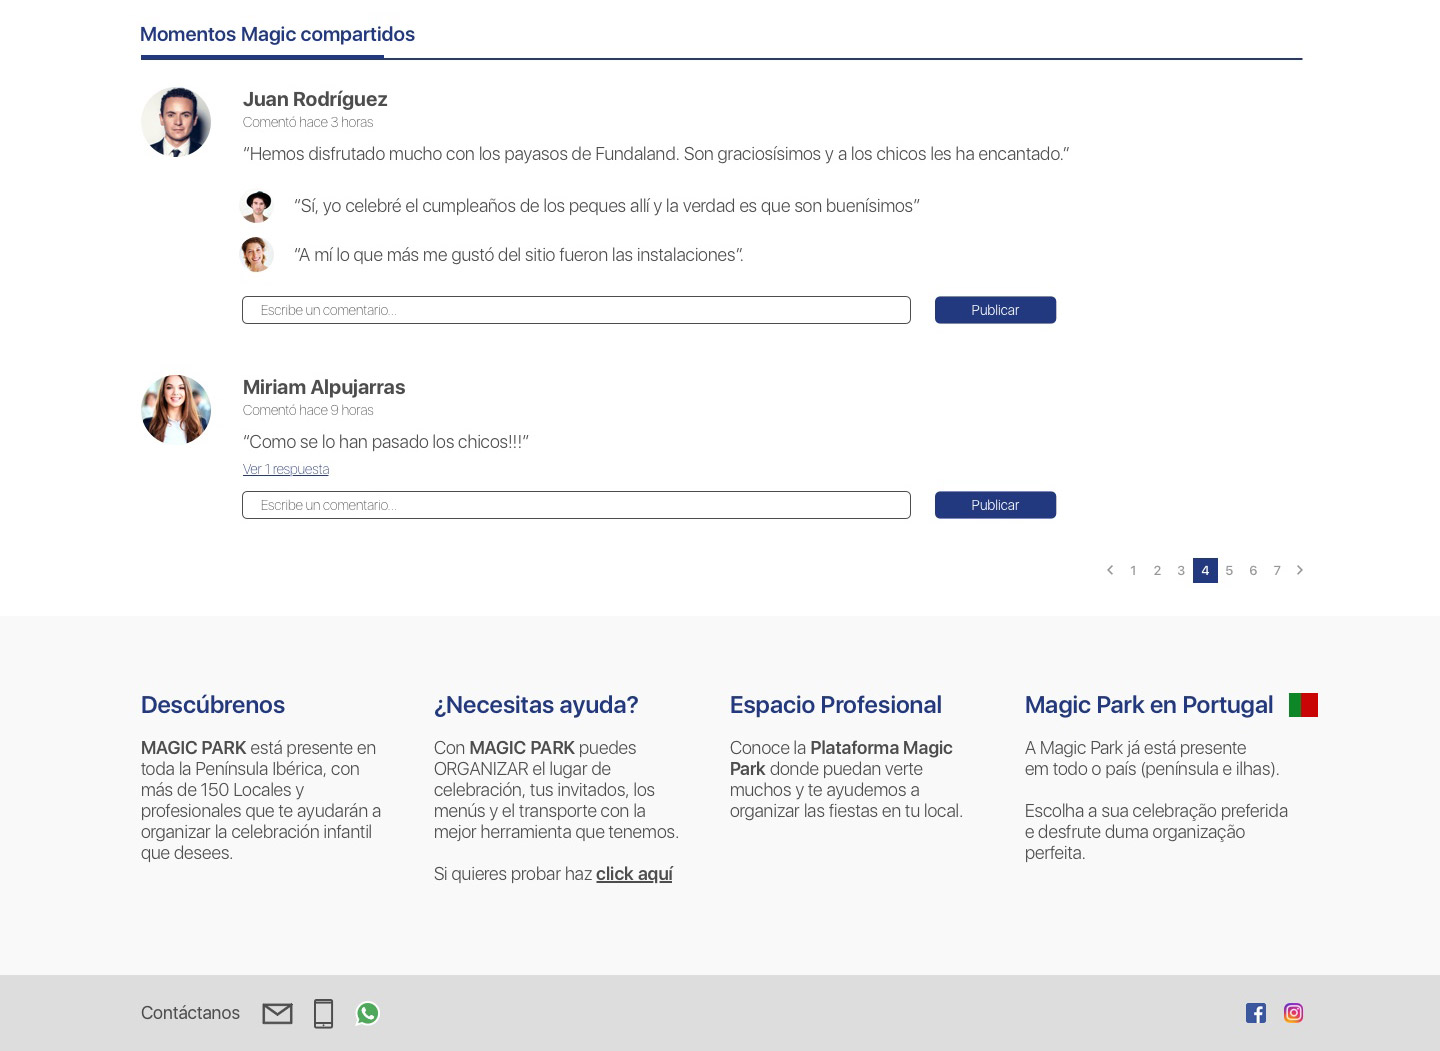 Momentos Magic compartidos
Juan Rodríguez
Comentó hace 3 horas
“Hemos disfrutado mucho con los payasos de Fundaland. Son graciosísimos y a los chicos les ha encantado.”
“Sí, yo celebré el cumpleaños de los peques allí y la verdad es que son buenísimos”
“A mí lo que más me gustó del sitio fueron las instalaciones”.
Escribe un comentario... Publicar
Miriam Alpujarras
Comentó hace 9 horas
“Como se lo han pasado los chicos!!!”
Ver 1 respuesta
Escribe un comentario... Publicar
1 2 3 4 5 6 7
Descúbrenos
MAGIC PARK está presente en
toda la Península Ibérica, con
más de 150 Locales y
profesionales que te ayudarán a
organizar la celebración infantil
que desees.
¿Necesitas ayuda?
Con MAGIC PARK puedes
ORGANIZAR el lugar de
celebración, tus invitados, los
menús y el transporte con la
mejor herramienta que tenemos.
Si quieres probar haz click aquí
Espacio Profesional
Conoce la Plataforma Magic
Park donde puedan verte
muchos y te ayudemos a
organizar las fiestas en tu local.
Magic Park en Portugal
A Magic Park já está presente
em todo o país (península e ilhas).
Escolha a sua celebração preferida
e desfrute duma organização
perfeita.
Contáctanos